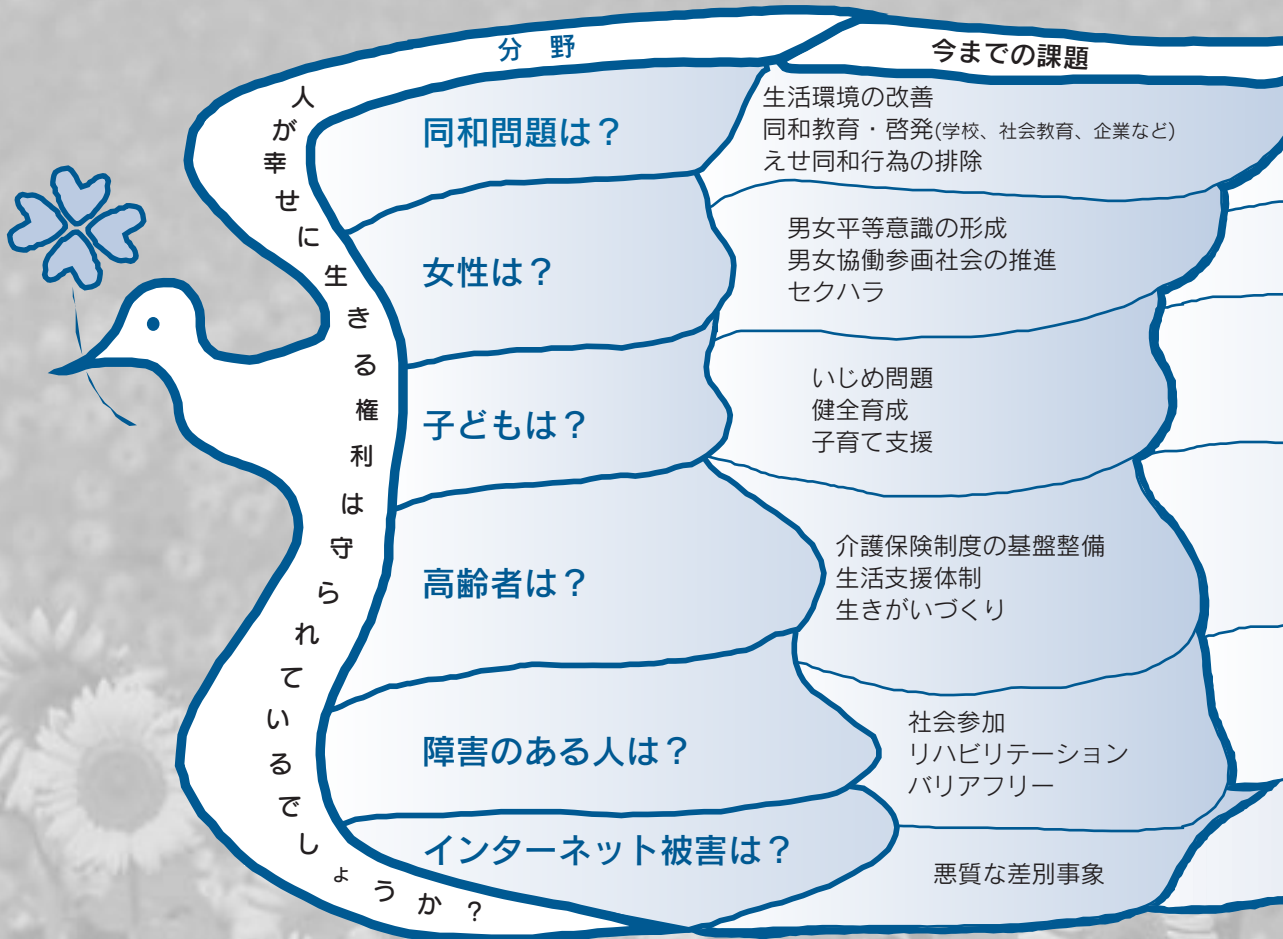 分野
今までの課題
人が幸せに生きる権利は守られているでしょうか？
同和問題は？
生活環境の改善
同和教育・啓発(学校、社会教育、企業など)
えせ同和行為の排除
女性は？
男女平等意識の形成
男女協働参画社会の推進
セクハラ
子どもは？
いじめ問題
健全育成
子育て支援
高齢者は？
介護保険制度の基盤整備
生活支援体制
生きがいづくり
障害のある人は？
社会参加
リハビリテーション
バリアフリー
インターネット被害は？
悪質な差別事象